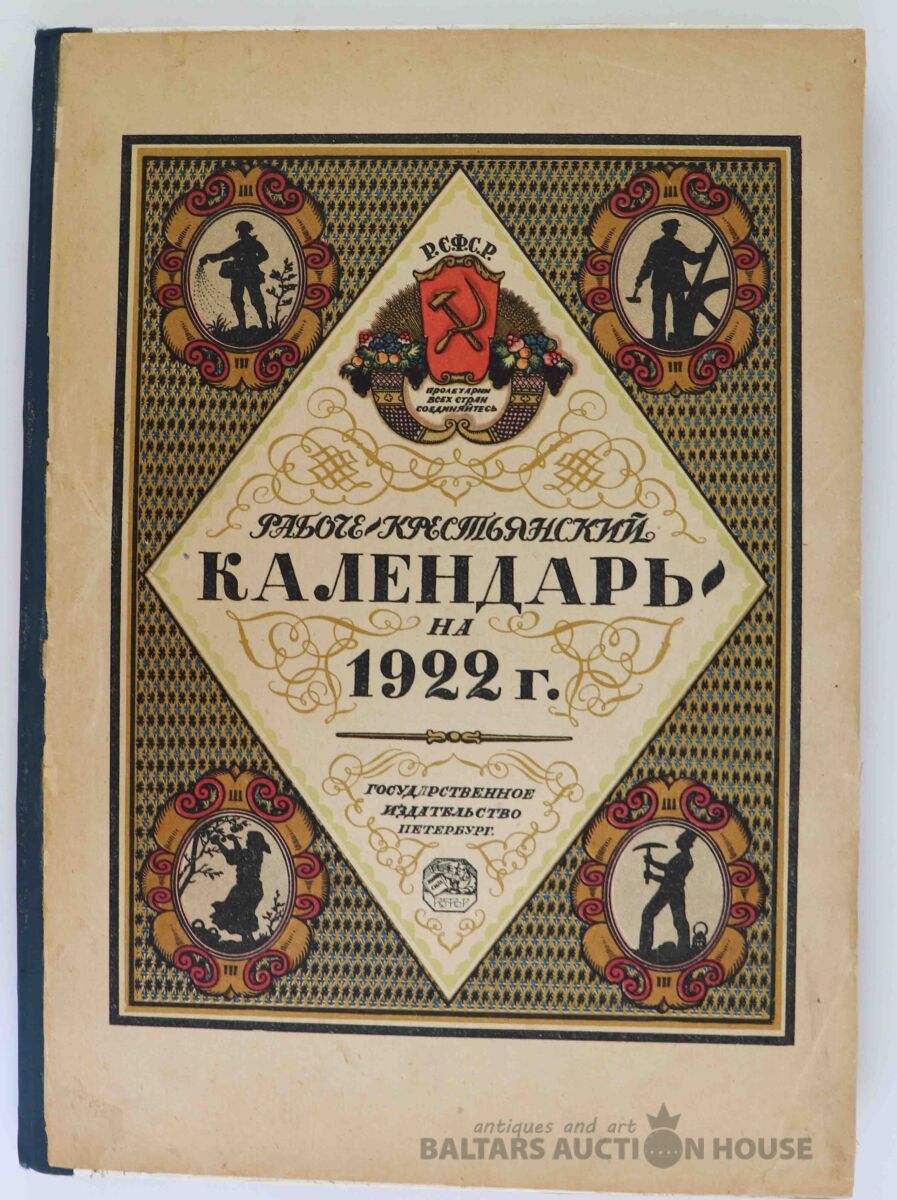 Р.С.Ф.С.Р.
ПРОЛЕТАРИИ
ВСЕХ СТРАН
СОЕДИНЯЙТЕСЬ
РАБОЧЕ-КРЕСТЬЯНСКИЙ
КАЛЕНДАРЬ
НА
1922 г.
ГОСУДАРСТВЕННОЕ
ИЗДАТЕЛЬСТВО
ПЕТЕРБУРГ.
antiques and art
BALTARS AUCTION HOUSE